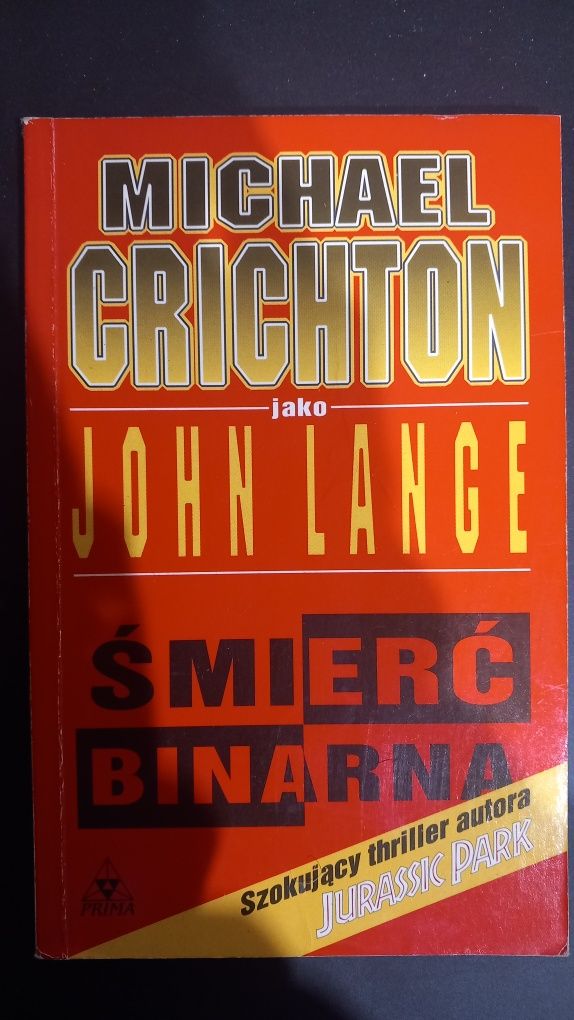 MICHAEL
CRICHTON
jako
JOHN LANGE
ŚMIERĆ
BINARNA
Szokujący thriller autora
JURASSIC PARK
PRIMA